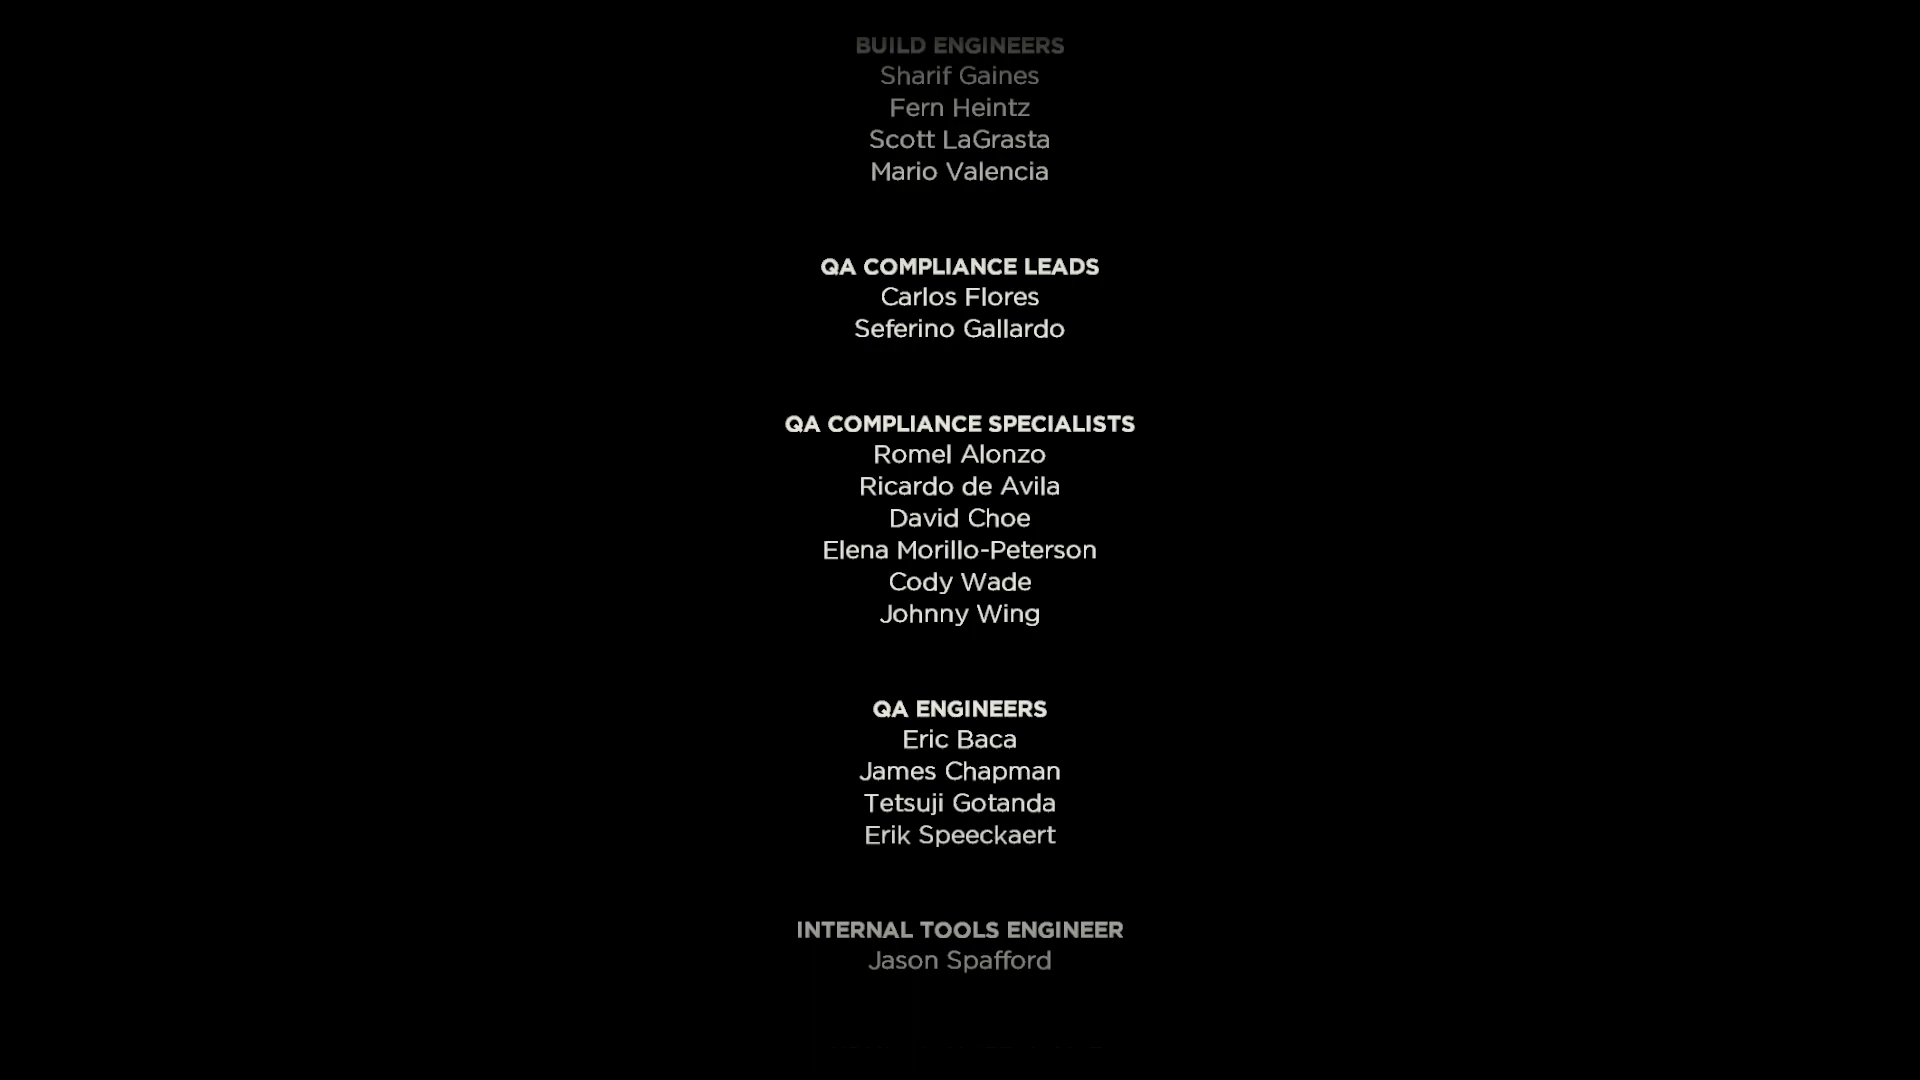 BUILD ENGINEERS
Sharif Gaines
Fern Heintz
Scott LaGrasta
Mario Valencia
QA COMPLIANCE LEADS
Carlos Flores
Seferino Gallardo
QA COMPLIANCE SPECIALISTS
Romel Alonzo
Ricardo de Avila
David Choe
Elena Morillo-Peterson
Cody Wade
Johnny Wing
QA ENGINEERS
Eric Baca
James Chapman
Tetsuji Gotanda
Erik Speeckaert
INTERNAL TOOLS ENGINEER
Jason Spafford